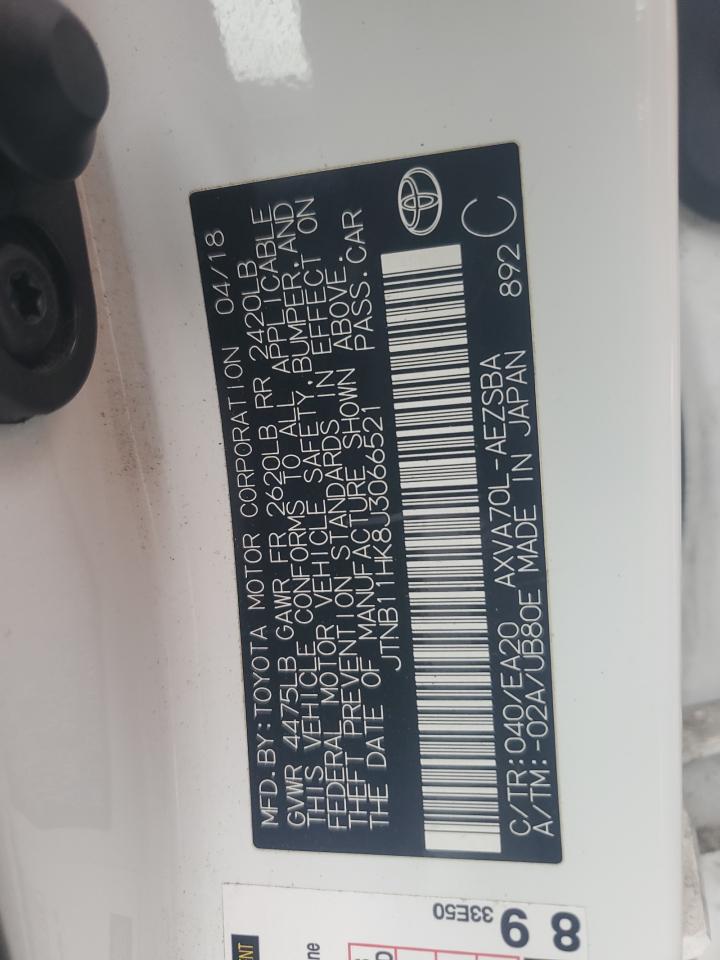 MFD.BY:TOYOTA MOTOR CORPORATION 04/18
GVWR 4475LB GAWR FR 2620LB RR 2420LB
THIS VEHICLE CONFORMS TO ALL APPLICABLE
FEDERAL MOTOR VEHICLE SAFETY,BUMPER,AND
THEFT PREVENTION STANDARDS IN EFFECT ON
THE DATE OF MANUFACTURE SHOWN ABOVE.
JTNB11HK8J3066521 PASS.CAR
C/TR:040/EA20 AXVA70L-AEZSBA 892 C
A/TM:-02A/UB80E MADE IN JAPAN
33E50
89